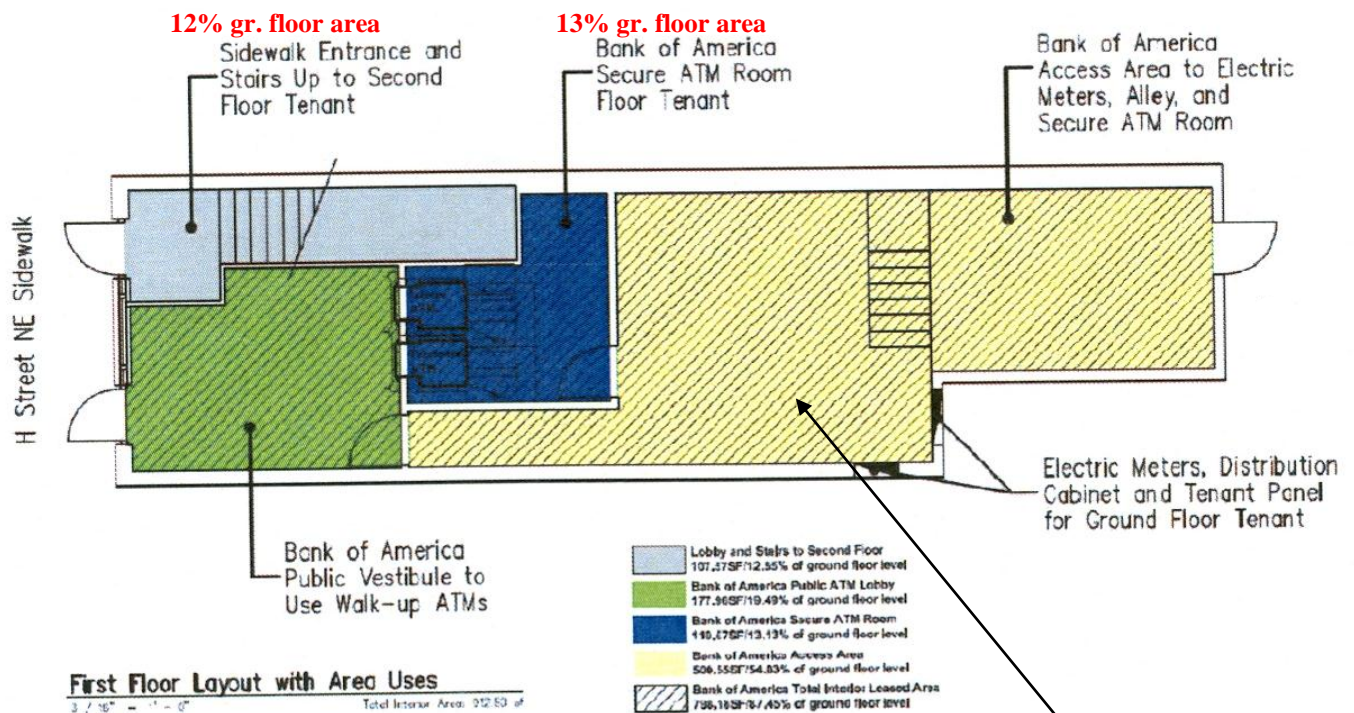 12% gr. floor area
Sidewalk Entrance and
Stairs Up to Second
Floor Tenant
13% gr. floor area
Bank of America
Secure ATM Room
Floor Tenant
Bank of America
Access Area to Electric
Meters, Alley, and
Secure ATM Room
H Street NE Sidewalk
Electric Meters, Distribution
Cabinet and Tenant Panel
for Ground Floor Tenant
Bank of America
Public Vestibule to
Use Walk-up ATMs
Lobby and Stairs to Second Floor
of ground floor level
Bank of America Public ATM Lobby
177.96SF/19.49% of ground floor level
Bank of America Secure ATM Room
of ground floor level
Bank of America Access Area
of ground floor level
Bank of America Total Interior Leased Area
of ground floor level
First Floor Layout with Area Uses
Total Interior Area: